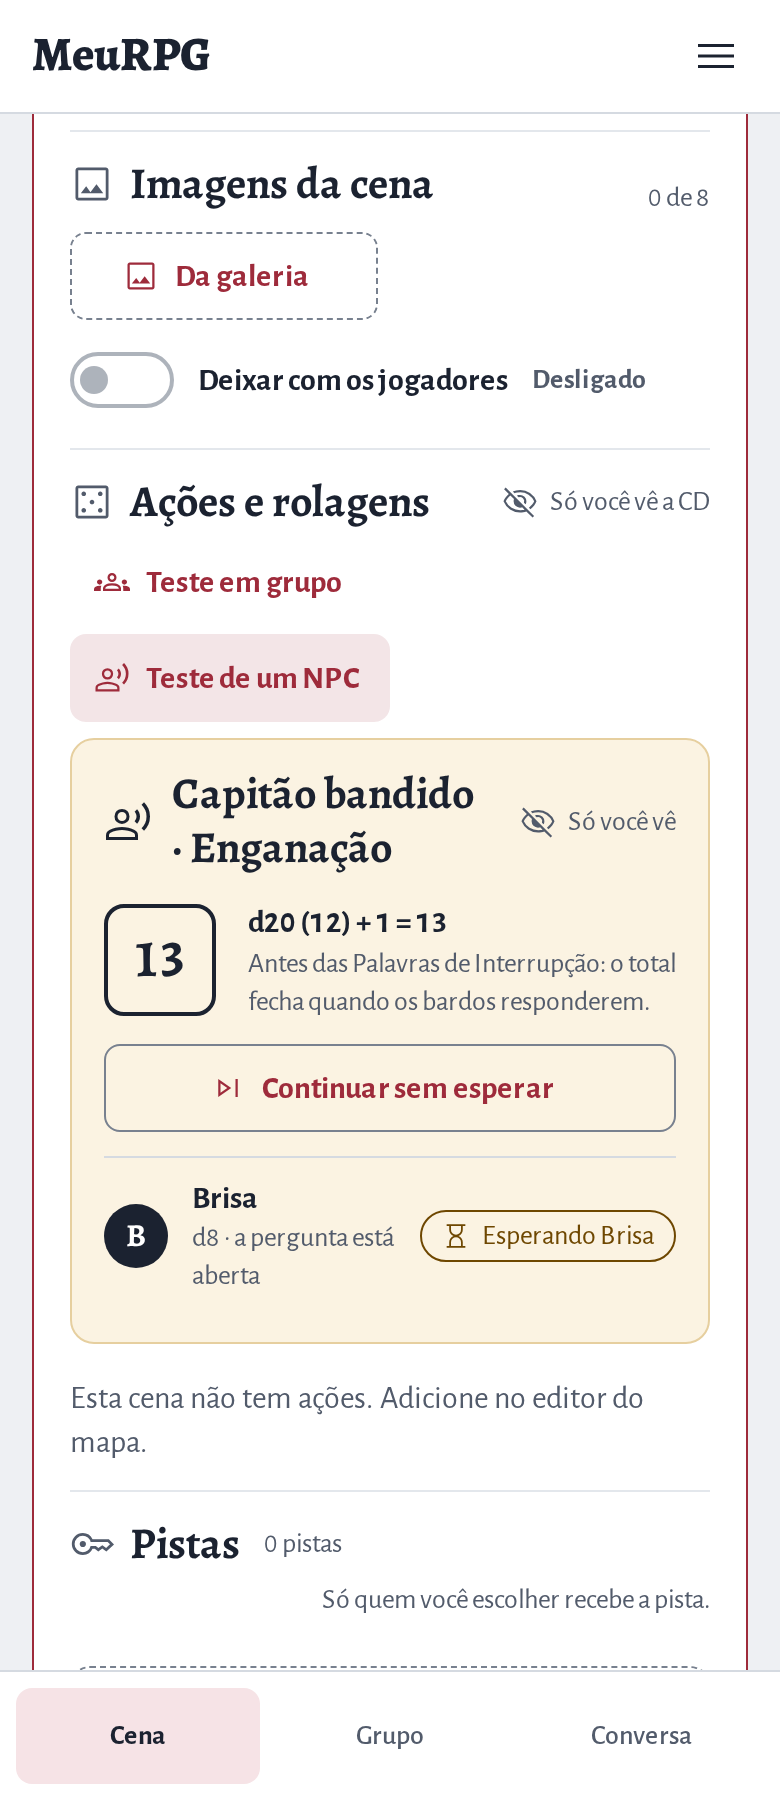 MeuRPG
Imagens da cena
0 de 8
Da galeria
Deixar com os jogadores
Desligado
Ações e rolagens
Só você vê a CD
Teste em grupo
Teste de um NPC
Capitão bandido
· Enganação
Só você vê
13
d20 (12) + 1 = 13
Antes das Palavras de Interrupção: o total
fecha quando os bardos responderem.
Continuar sem esperar
B
Brisa
d8 · a pergunta está
aberta
Esperando Brisa
Esta cena não tem ações. Adicione no editor do
mapa.
Pistas
0 pistas
Só quem você escolher recebe a pista.
Cena
Grupo
Conversa